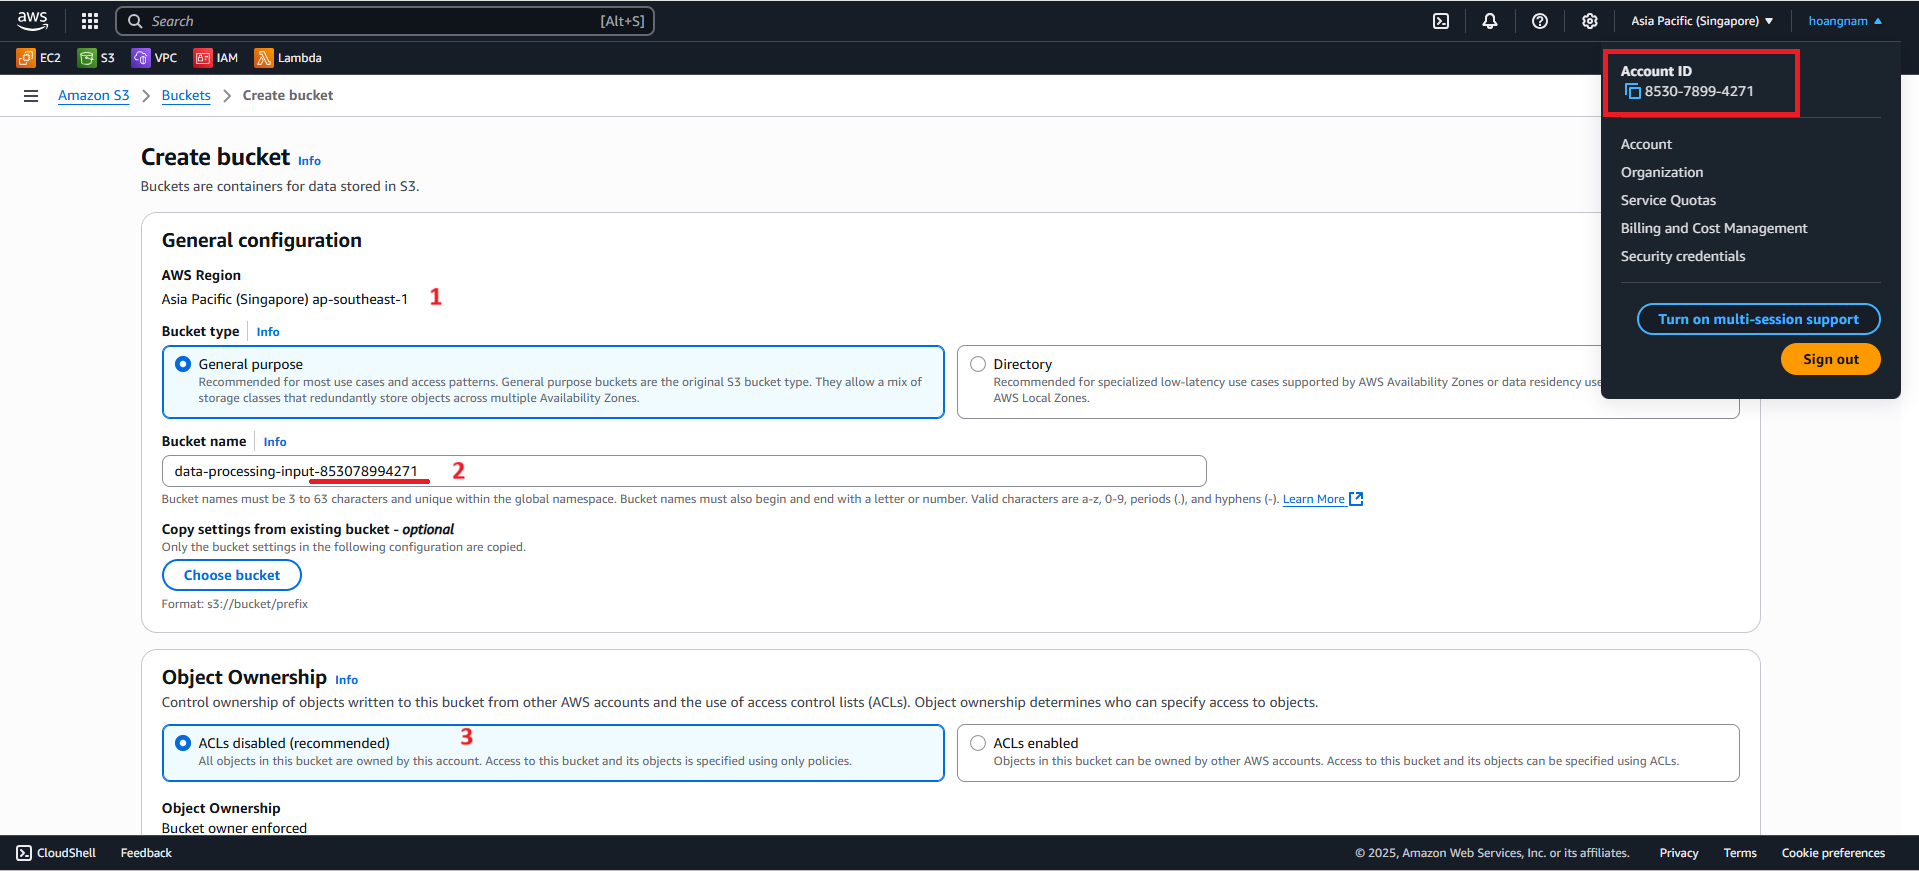 aws
Search [Alt+S]
Asia Pacific (Singapore) hoangnam
EC2 S3 VPC IAM Lambda
Account ID
8530-7899-4271
Account
Organization
Service Quotas
Billing and Cost Management
Security credentials
Turn on multi-session support
Sign out
Amazon S3 Buckets Create bucket
Create bucket Info
Buckets are containers for data stored in S3.
General configuration
AWS Region
Asia Pacific (Singapore) ap-southeast-1 1
Bucket type Info
General purpose
Recommended for most use cases and access patterns. General purpose buckets are the original S3 bucket type. They allow a mix of
storage classes that redundantly store objects across multiple Availability Zones.
Directory
Recommended for specialized low-latency use cases supported by AWS Availability Zones or data residency
AWS Local Zones.
Bucket name Info
data-processing-input-853078994271 2
Bucket names must be 3 to 63 characters and unique within the global namespace. Bucket names must also begin and end with a letter or number. Valid characters are a-z, 0-9, periods (.), and hyphens (-). Learn More
Copy settings from existing bucket - optional
Only the bucket settings in the following configuration are copied.
Choose bucket
Format: s3://bucket/prefix
Object Ownership Info
Control ownership of objects written to this bucket from other AWS accounts and the use of access control lists (ACLs). Object ownership determines who can specify access to objects.
ACLs disabled (recommended) 3
All objects in this bucket are owned by this account. Access to this bucket and its objects is specified using only policies.
ACLs enabled
Objects in this bucket can be owned by other AWS accounts. Access to this bucket and its objects can be specified using ACLs.
Object Ownership
Bucket owner enforced
CloudShell Feedback
© 2025, Amazon Web Services, Inc. or its affiliates. Privacy Terms Cookie preferences